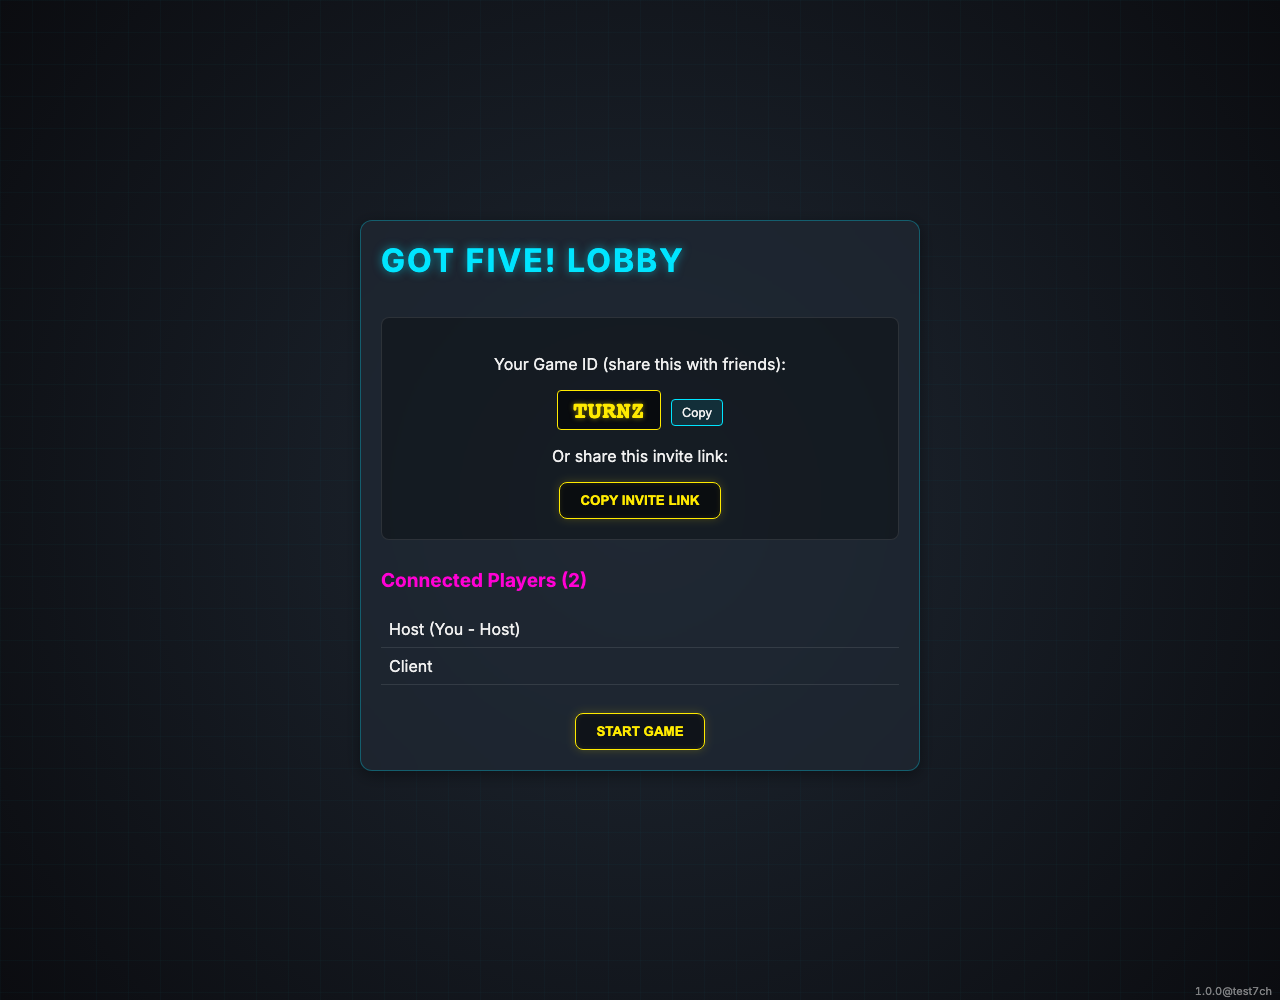 GOT FIVE! LOBBY
Your Game ID (share this with friends):
TURNZ Copy
Or share this invite link:
COPY INVITE LINK
Connected Players (2)
Host (You - Host)
Client
START GAME
1.0.0@test7ch